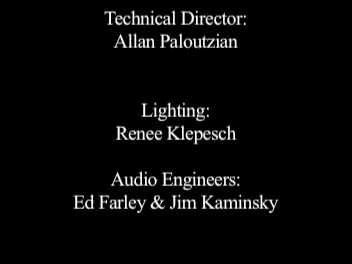 Technical Director:
Allan Paloutzian
Lighting:
Renee Klepesch
Audio Engineers:
Ed Farley & Jim Kaminsky